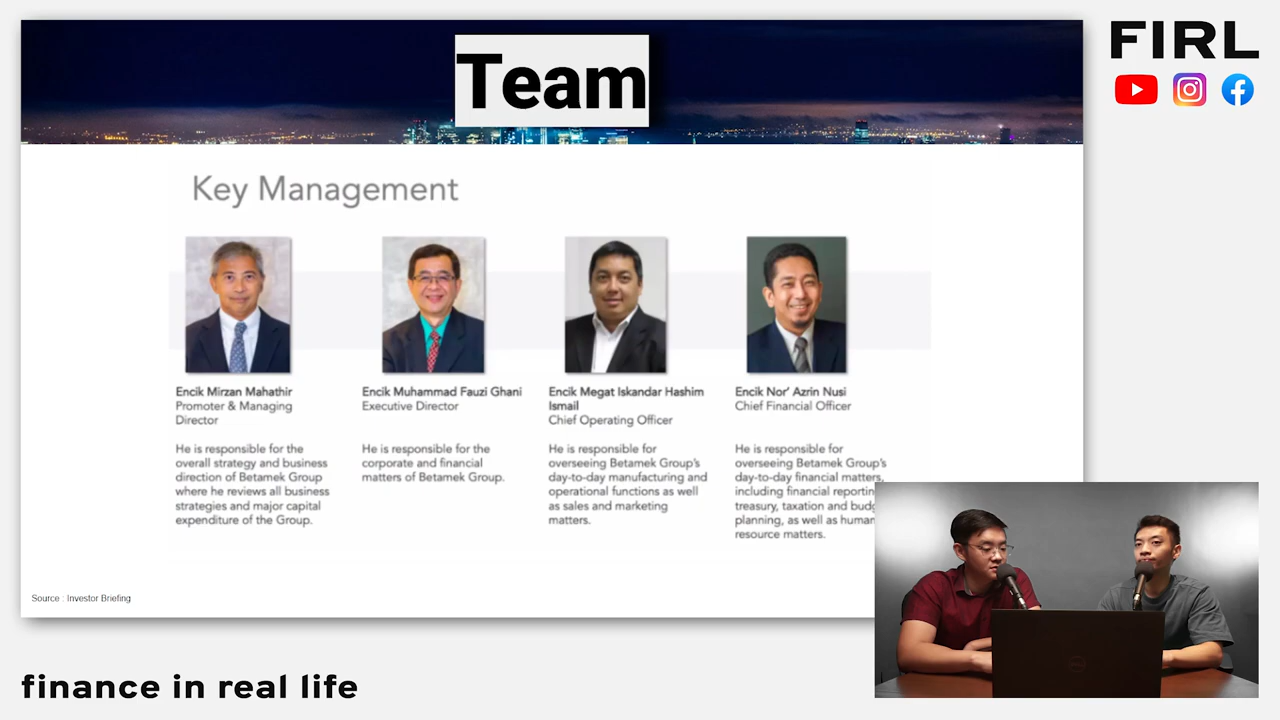 Team
FIRL
Key Management
Encik Mirzan Mahathir
Promoter & Managing
Director
He is responsible for the
overall strategy and business
direction of Betamek Group
where he reviews all business
strategies and major capital
expenditure of the Group.
Encik Muhammad Fauzi Ghani
Executive Director
He is responsible for the
corporate and financial
matters of Betamek Group.
Encik Megat Iskandar Hashim
Ismail
Chief Operating Officer
He is responsible for
overseeing Betamek Group's
day-to-day manufacturing and
operational functions as well
as sales and marketing
matters.
Encik Nor' Azrin Nusi
Chief Financial Officer
He is responsible for
overseeing Betamek Group's
day-to-day financial matters,
including financial reportin
treasury, taxation and budg
planning, as well as human
resource matters.
Source : Investor Briefing
finance in real life